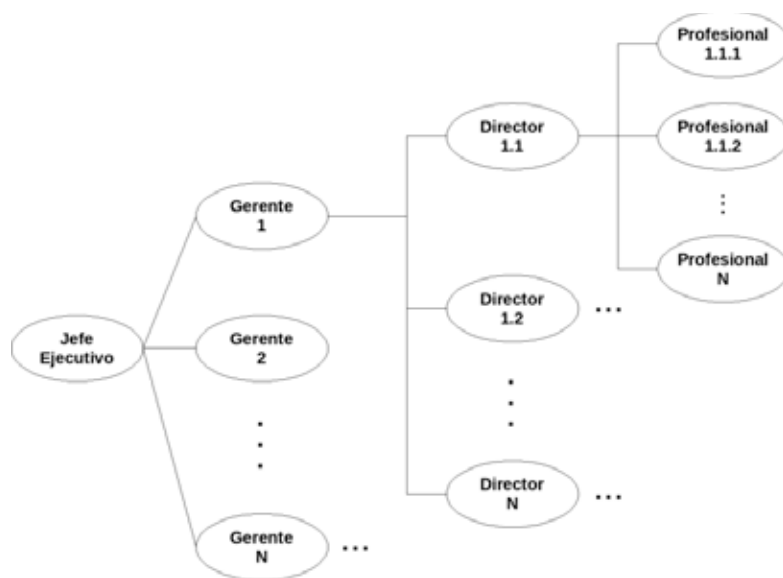 Profesional
1.1.1
Director
1.1
Profesional
1.1.2
Gerente
1
Profesional
N
Director
1.2
Jefe
Ejecutivo
Gerente
2
Director
N
Gerente
N